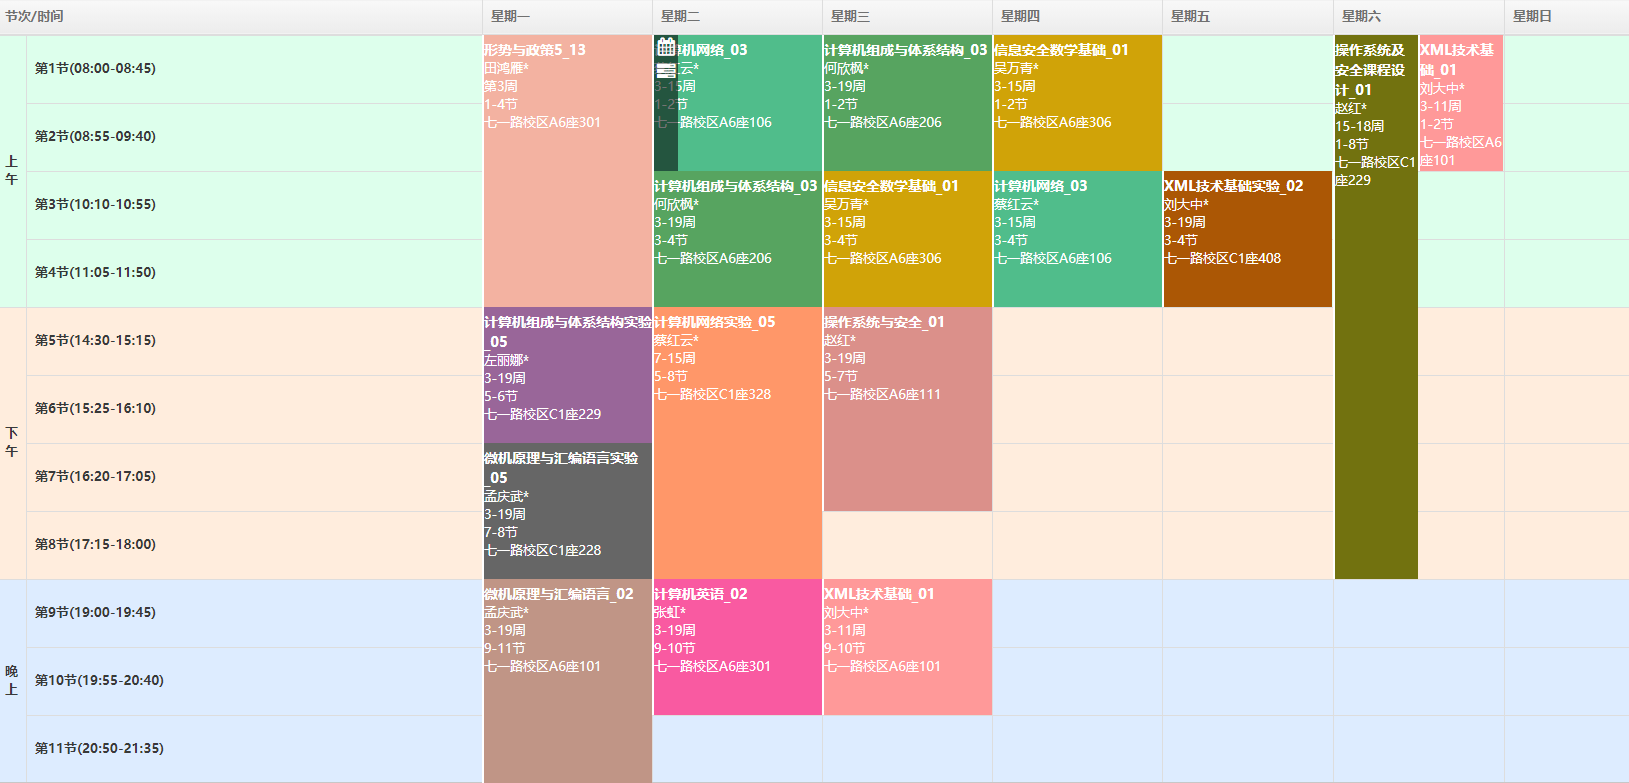 节次/时间
星期一
星期二
星期三
星期四
星期五
星期六
星期日
上
午
第1节(08:00-08:45)
第2节(08:55-09:40)
第3节(10:10-10:55)
第4节(11:05-11:50)
形势与政策5_13
田鸿雁*
第3周
1-4节
七一路校区A6座301
算机网络_03
红云*
3-15周
1-2节
七一路校区A6座106
计算机组成与体系结构_03
何欣枫*
3-19周
1-2节
七一路校区A6座206
信息安全数学基础_01
吴万青*
3-15周
1-2节
七一路校区A6座306
操作系统及
安全课程设
计_01
赵红*
15-18周
1-8节
七一路校区C1
座229
XML技术基
础_01
刘大中*
3-11周
1-2节
七一路校区A6
座101
计算机组成与体系结构_03
何欣枫*
3-19周
3-4节
七一路校区A6座206
信息安全数学基础_01
吴万青*
3-15周
3-4节
七一路校区A6座306
计算机网络_03
蔡红云*
3-15周
3-4节
七一路校区A6座106
XML技术基础实验_02
刘大中*
3-19周
3-4节
七一路校区C1座408
下
午
第5节(14:30-15:15)
第6节(15:25-16:10)
第7节(16:20-17:05)
第8节(17:15-18:00)
计算机组成与体系结构实验
_05
左丽娜*
3-19周
5-6节
七一路校区C1座229
计算机网络实验_05
蔡红云*
7-15周
5-8节
七一路校区C1座328
操作系统与安全_01
赵红*
3-19周
5-7节
七一路校区A6座111
微机原理与汇编语言实验
_05
孟庆武*
3-19周
7-8节
七一路校区C1座228
晚
上
第9节(19:00-19:45)
第10节(19:55-20:40)
第11节(20:50-21:35)
微机原理与汇编语言_02
孟庆武*
3-19周
9-11节
七一路校区A6座101
计算机英语_02
张虹*
3-19周
9-10节
七一路校区A6座301
XML技术基础_01
刘大中*
3-11周
9-10节
七一路校区A6座101